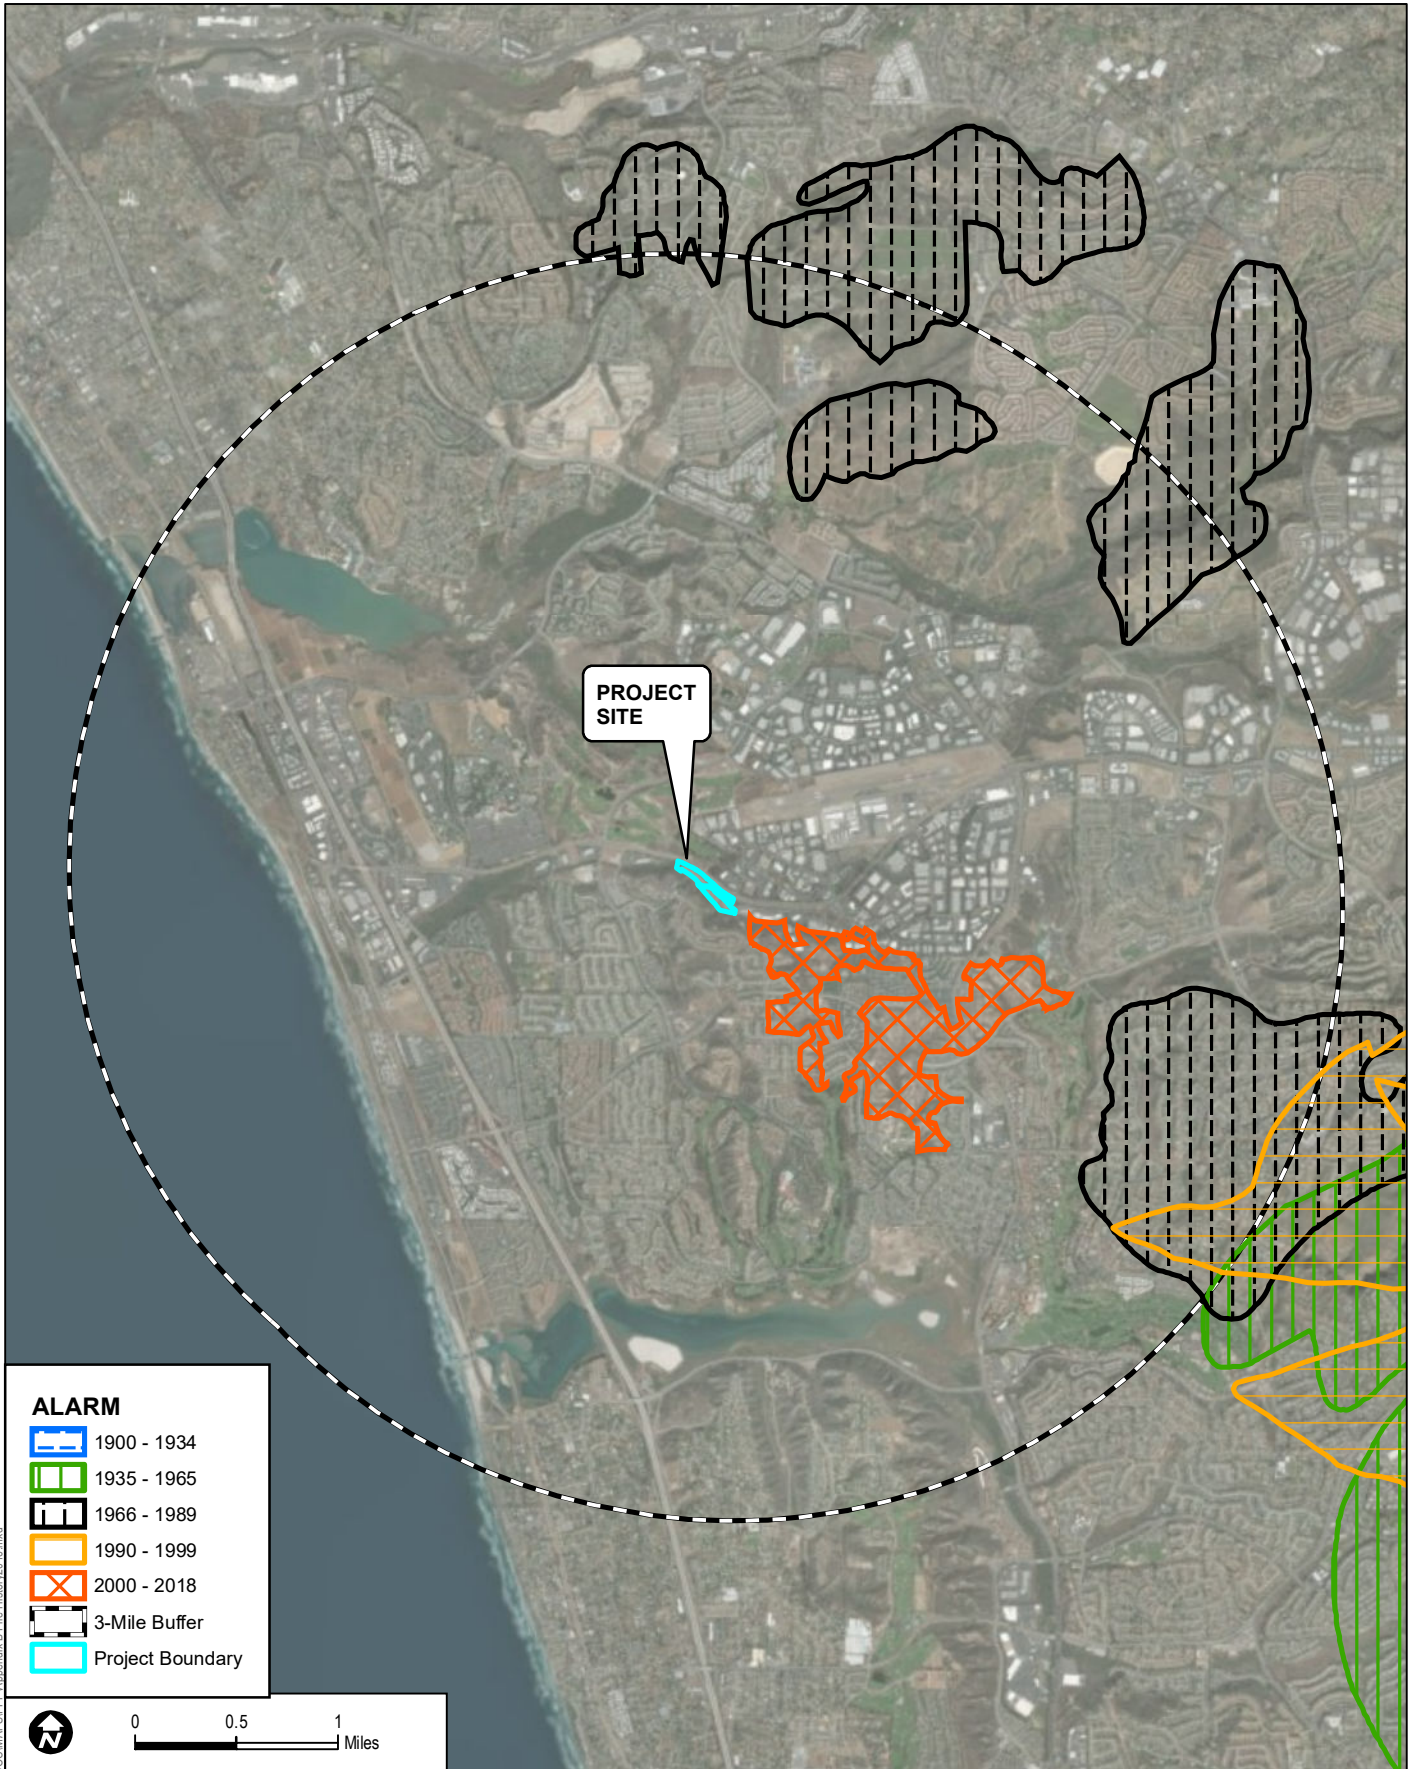 PROJECT
SITE
ALARM
1900 - 1934
1935 - 1965
1966 - 1989
1990 - 1999
2000 - 2018
3-Mile Buffer
Project Boundary
N
0 0.5 1
Miles